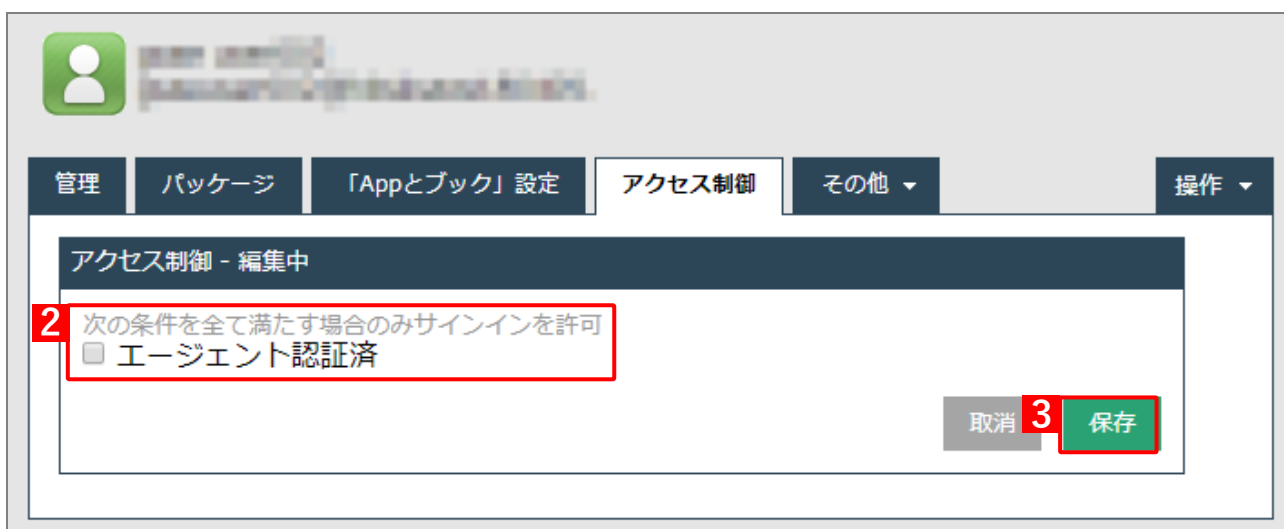 管理 パッケージ 「Appとブック」設定 アクセス制御 その他 操作
アクセス制御 - 編集中
2 次の条件を全て満たす場合のみサインインを許可
エージェント認証済
取消 3 保存